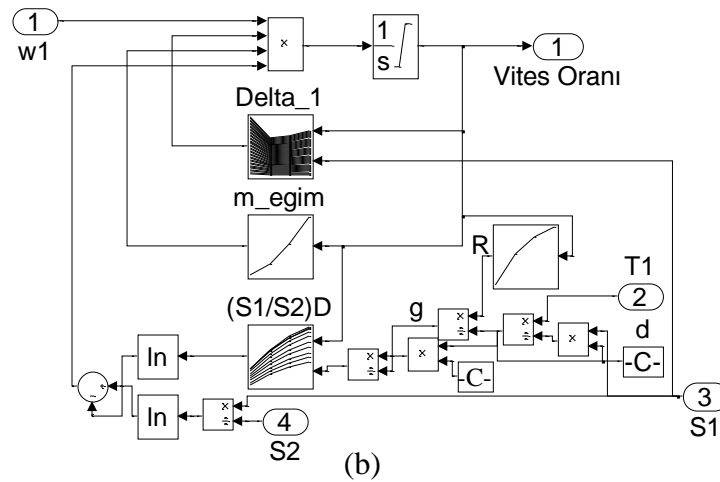 1
w1
×
1
s
1
Vites Oranı
Delta_1
m_egim
R
T1
2
(S1/S2)D
g
d
×
÷
×
÷
×
-C-
ln
×
÷
×
-C-
3
S1
ln
×
÷
4
S2
(b)